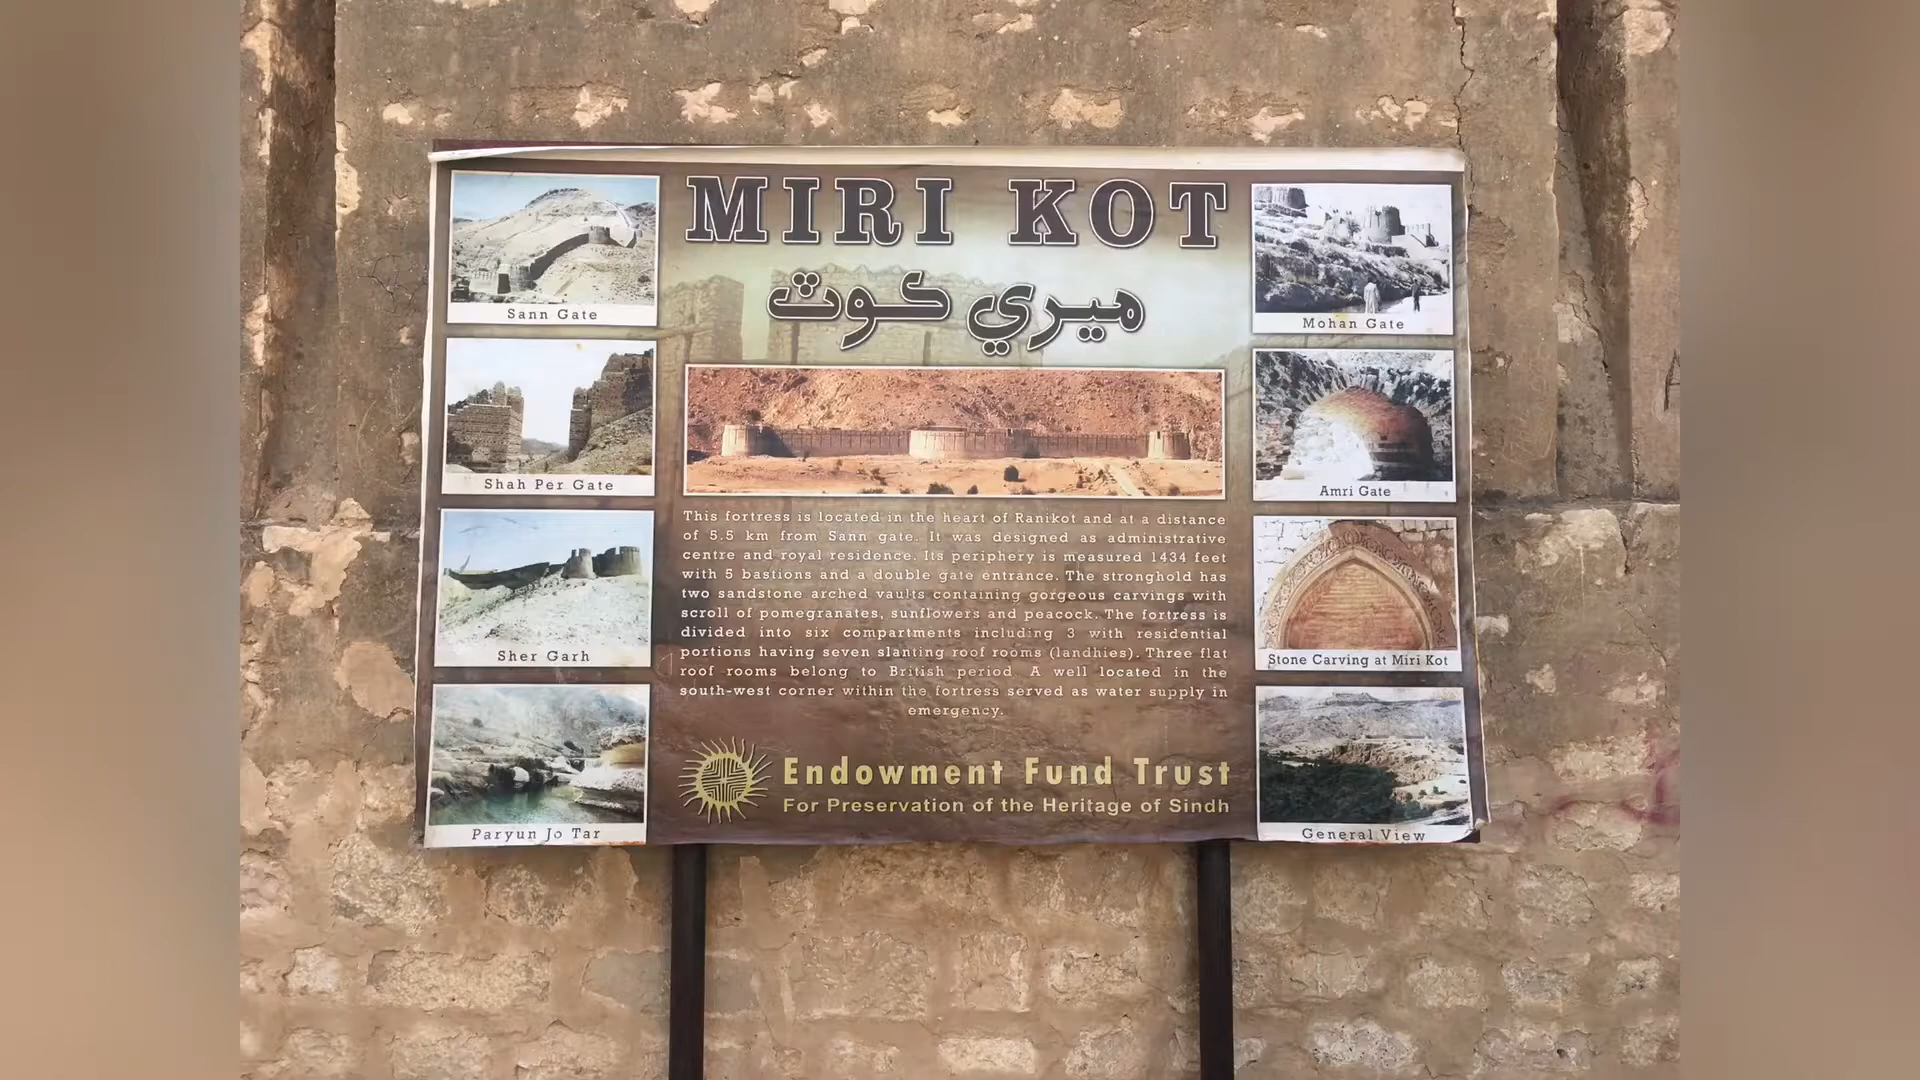 MIRI KOT
ميري ڪوٽ
Sann Gate
Shah Per Gate
Sher Garh
Paryun Jo Tar
This fortress is located in the heart of Ranikot and at a distance
of 5.5 km from Sann gate. It was designed as administrative
centre and royal residence. Its periphery is measured 1434 feet
with 5 bastions and a double gate entrance. The stronghold has
two sandstone arched vaults containing gorgeous carvings with
scroll of pomegranates, sunflowers and peacock. The fortress is
divided into six compartments including 3 with residential
portions having seven slanting roof rooms (landhies). Three flat
roof rooms belong to British period. A well located in the
south-west corner within the fortress served as water supply in
emergency.
Endowment Fund Trust
For Preservation of the Heritage of Sindh
Mohan Gate
Amri Gate
Stone Carving at Miri Kot
General View